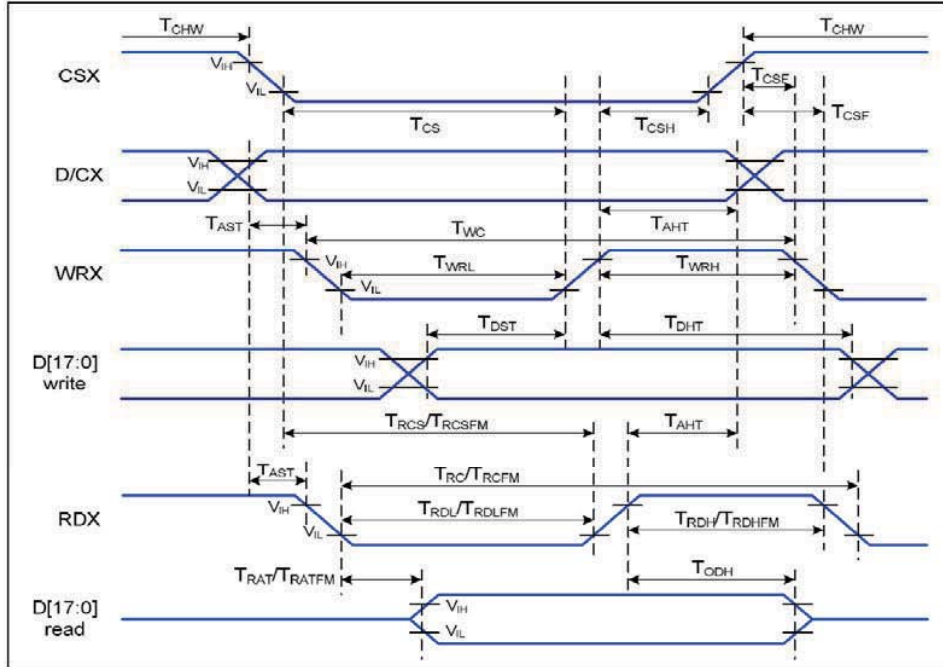 TCHW TCHW
CSX VIH
VIL
TCSF
TCS TCSH TCSF
D/CX VIH
VIL
TAST TWC TAHT
WRX VIH TWRL TWRH
VIL
TDST TDHT
D[17:0]
write
VIH
VIL
TRCS/TRCSFM TAHT
TAST TRC/TRCFM
RDX VIH
VIL
TRDL/TRDLFM TRDH/TRDHFM
TRAT/TRATFM TODH
D[17:0]
read
VIH
VIL